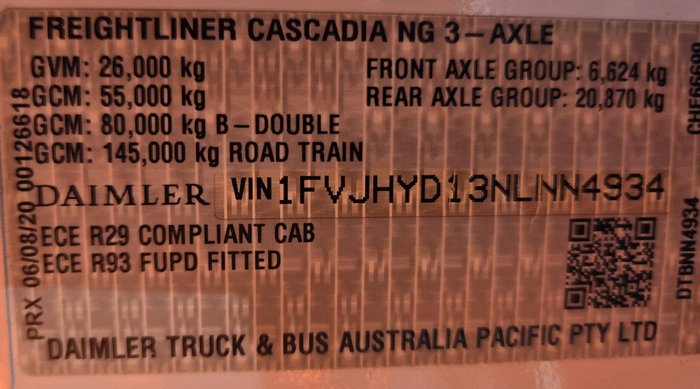 FREIGHTLINER CASCADIA NG 3-AXLE
GVM: 26,000 kg FRONT AXLE GROUP: 6,624 kg
GCM: 55,000 kg REAR AXLE GROUP: 20,870 kg
GCM: 80,000 kg B-DOUBLE
GCM: 145,000 kg ROAD TRAIN
DAIMLER VIN 1FVJHYD13NLNN4934
ECE R29 COMPLIANT CAB
ECE R93 FUPD FITTED
DAIMLER TRUCK & BUS AUSTRALIA PACIFIC PTY LTD
PRX 06/08/20 00126618
DTBNNN4934